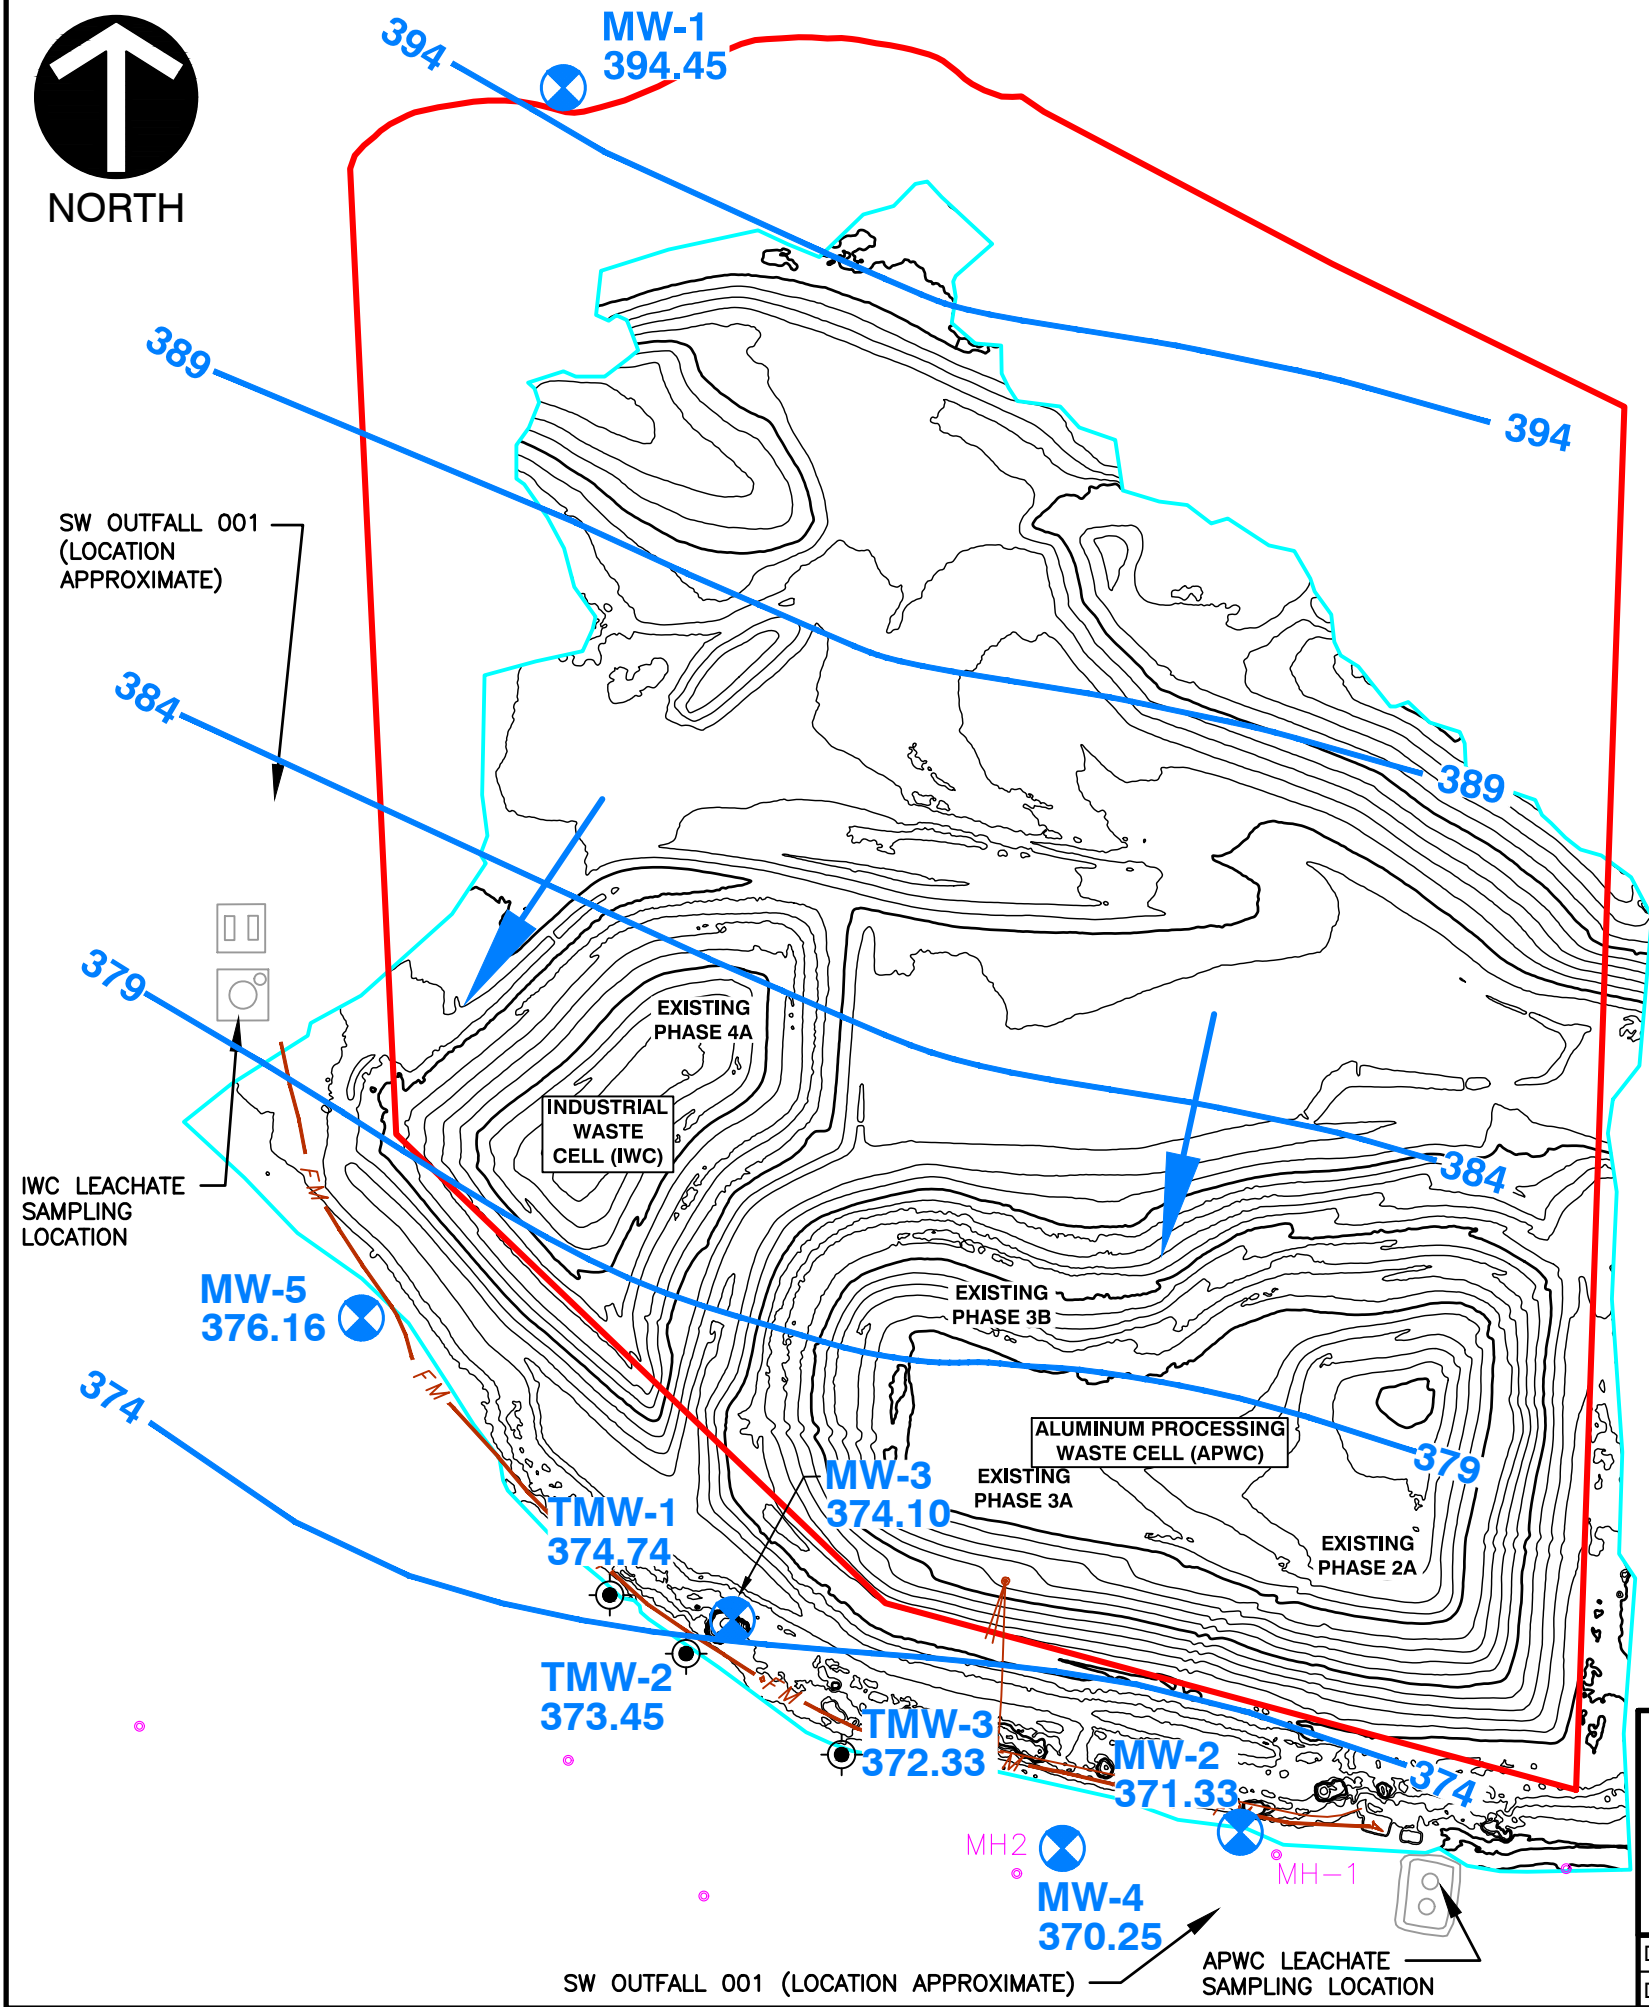 NORTH
394
MW-1
394.45
389
394
SW OUTFALL 001
(LOCATION
APPROXIMATE)
384
389
379
EXISTING
PHASE 4A
INDUSTRIAL
WASTE
CELL (IWC)
384
FM
IWC LEACHATE
SAMPLING
LOCATION
MW-5
376.16
EXISTING
PHASE 3B
374
FM
ALUMINUM PROCESSING
WASTE CELL (APWC)
379
MW-3
374.10
EXISTING
PHASE 3A
TMW-1
374.74
EXISTING
PHASE 2A
TMW-2
373.45
FM
TMW-3
372.33
MW-2
371.33
374
MH2
MH-1
MW-4
370.25
APWC LEACHATE
SAMPLING LOCATION
SW OUTFALL 001 (LOCATION APPROXIMATE)